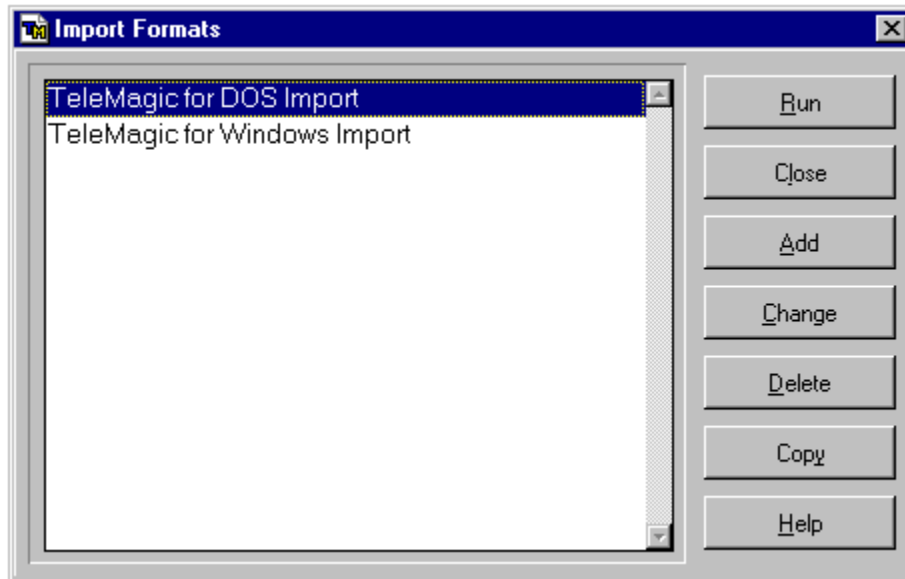 Import Formats
TeleMagic for DOS Import
TeleMagic for Windows Import
Run
Close
Add
Change
Delete
Copy
Help